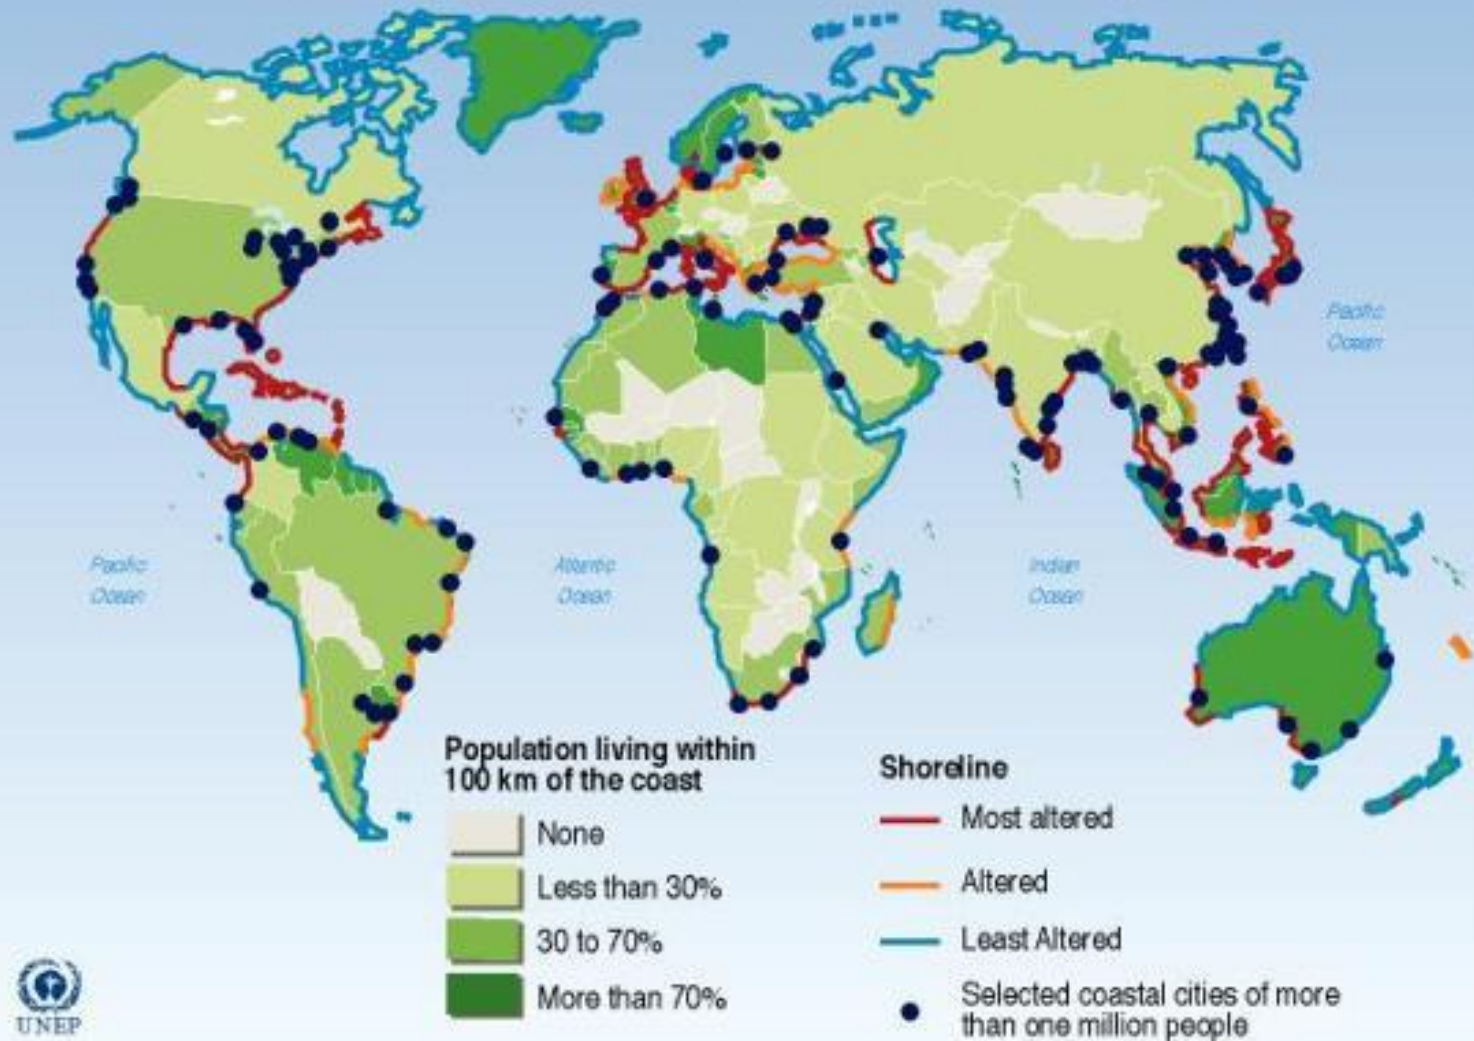 Pacific
Ocean
Pacific
Ocean
Atlantic
Ocean
Indian
Ocean
Population living within
100 km of the coast
None
Less than 30%
30 to 70%
More than 70%
Shoreline
Most altered
Altered
Least Altered
Selected coastal cities of more
than one million people
UNEP